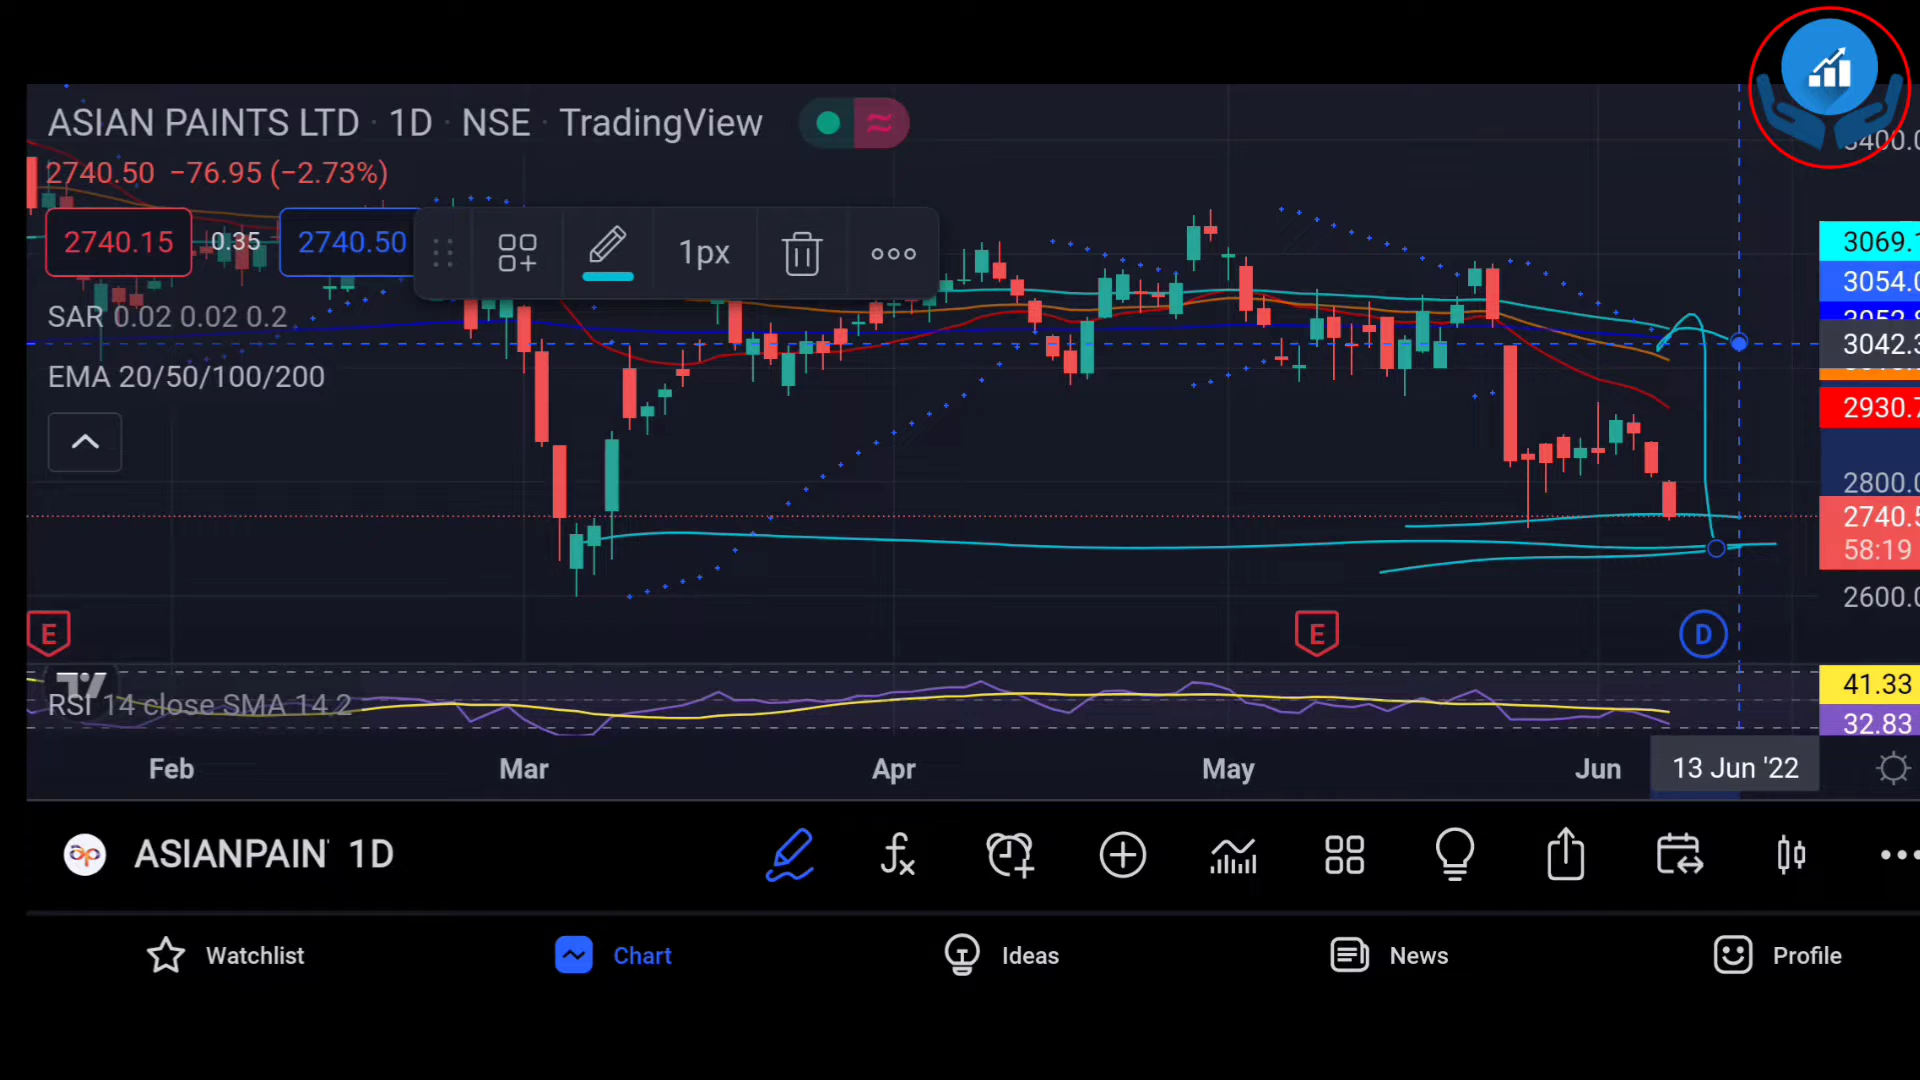 ASIAN PAINTS LTD · 1D · NSE · TradingView
2740.50 −76.95 (−2.73%)
2740.15 0.35 2740.50
1px
SAR 0.02 0.02 0.2
EMA 20/50/100/200
3069.
3054.0
3042.3
2930.7
2800.0
2740.5
58:19
2600.0
E
E
D
RSI 14 close SMA 14 2
41.33
32.83
Feb Mar Apr May Jun 13 Jun '22
ASIANPAIN 1D
Watchlist Chart Ideas News Profile